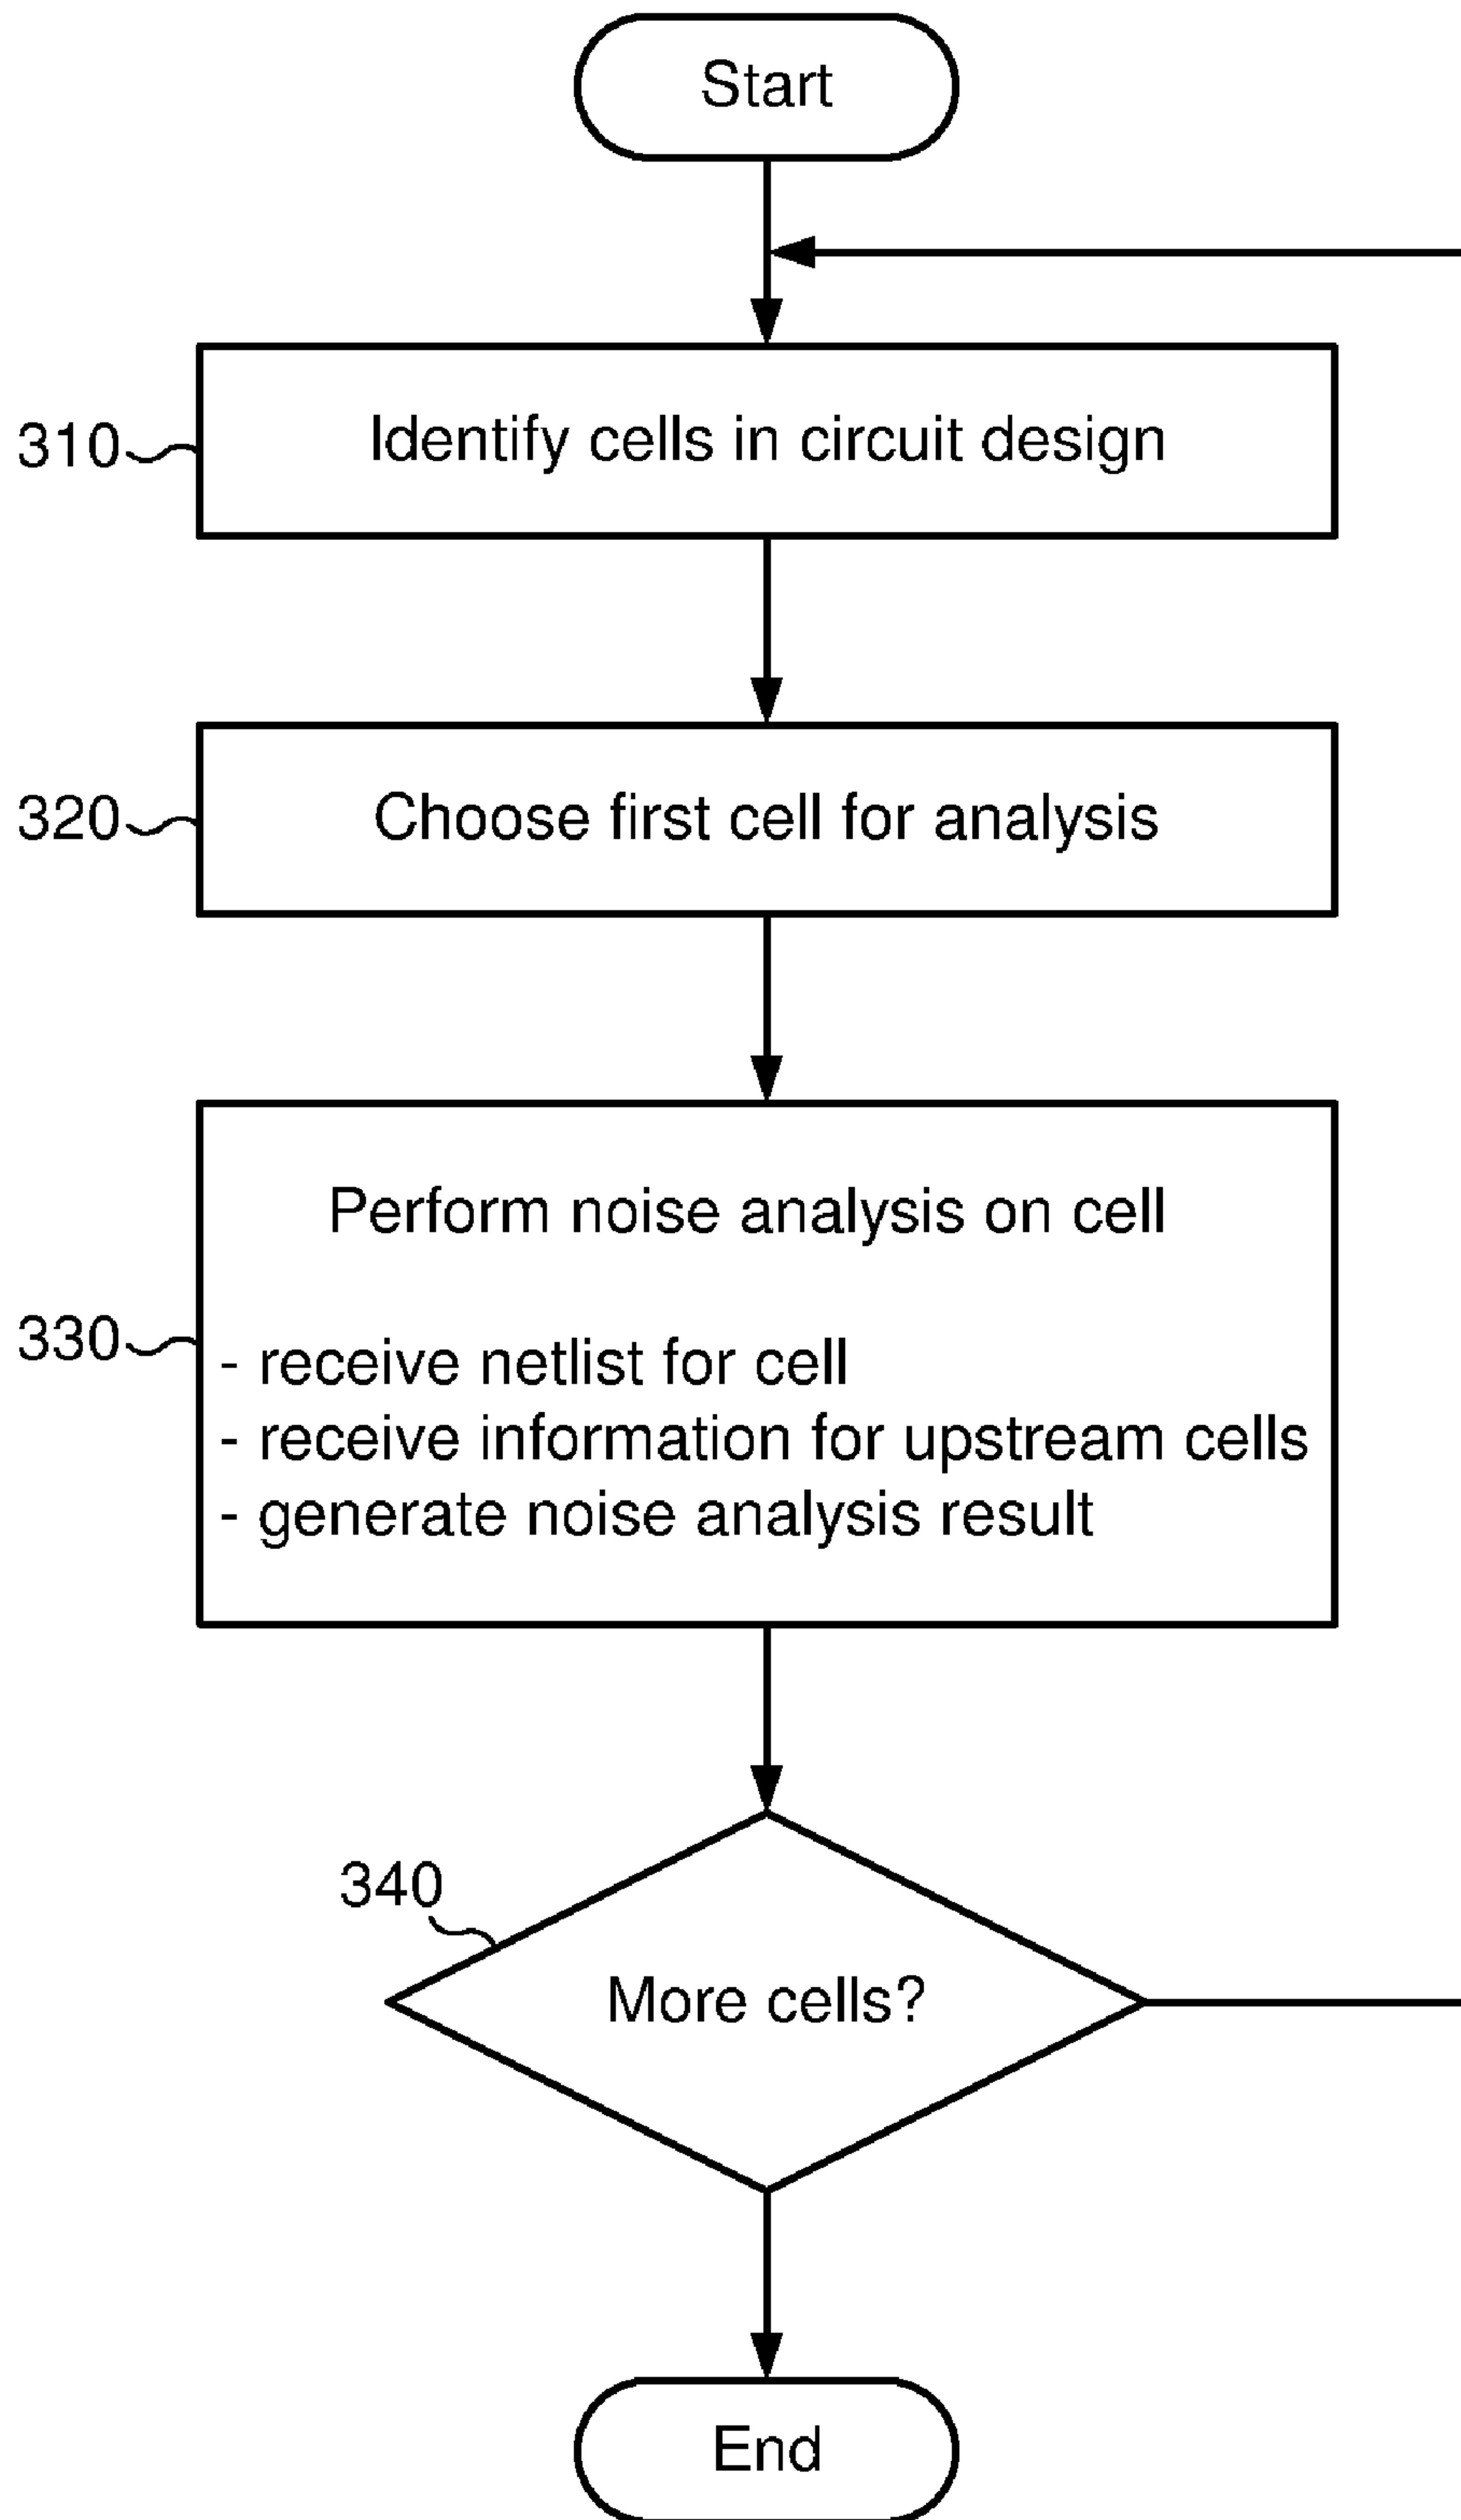 Start
310
Identify cells in circuit design
320
Choose first cell for analysis
330
Perform noise analysis on cell
- receive netlist for cell
- receive information for upstream cells
- generate noise analysis result
340
More cells?
End